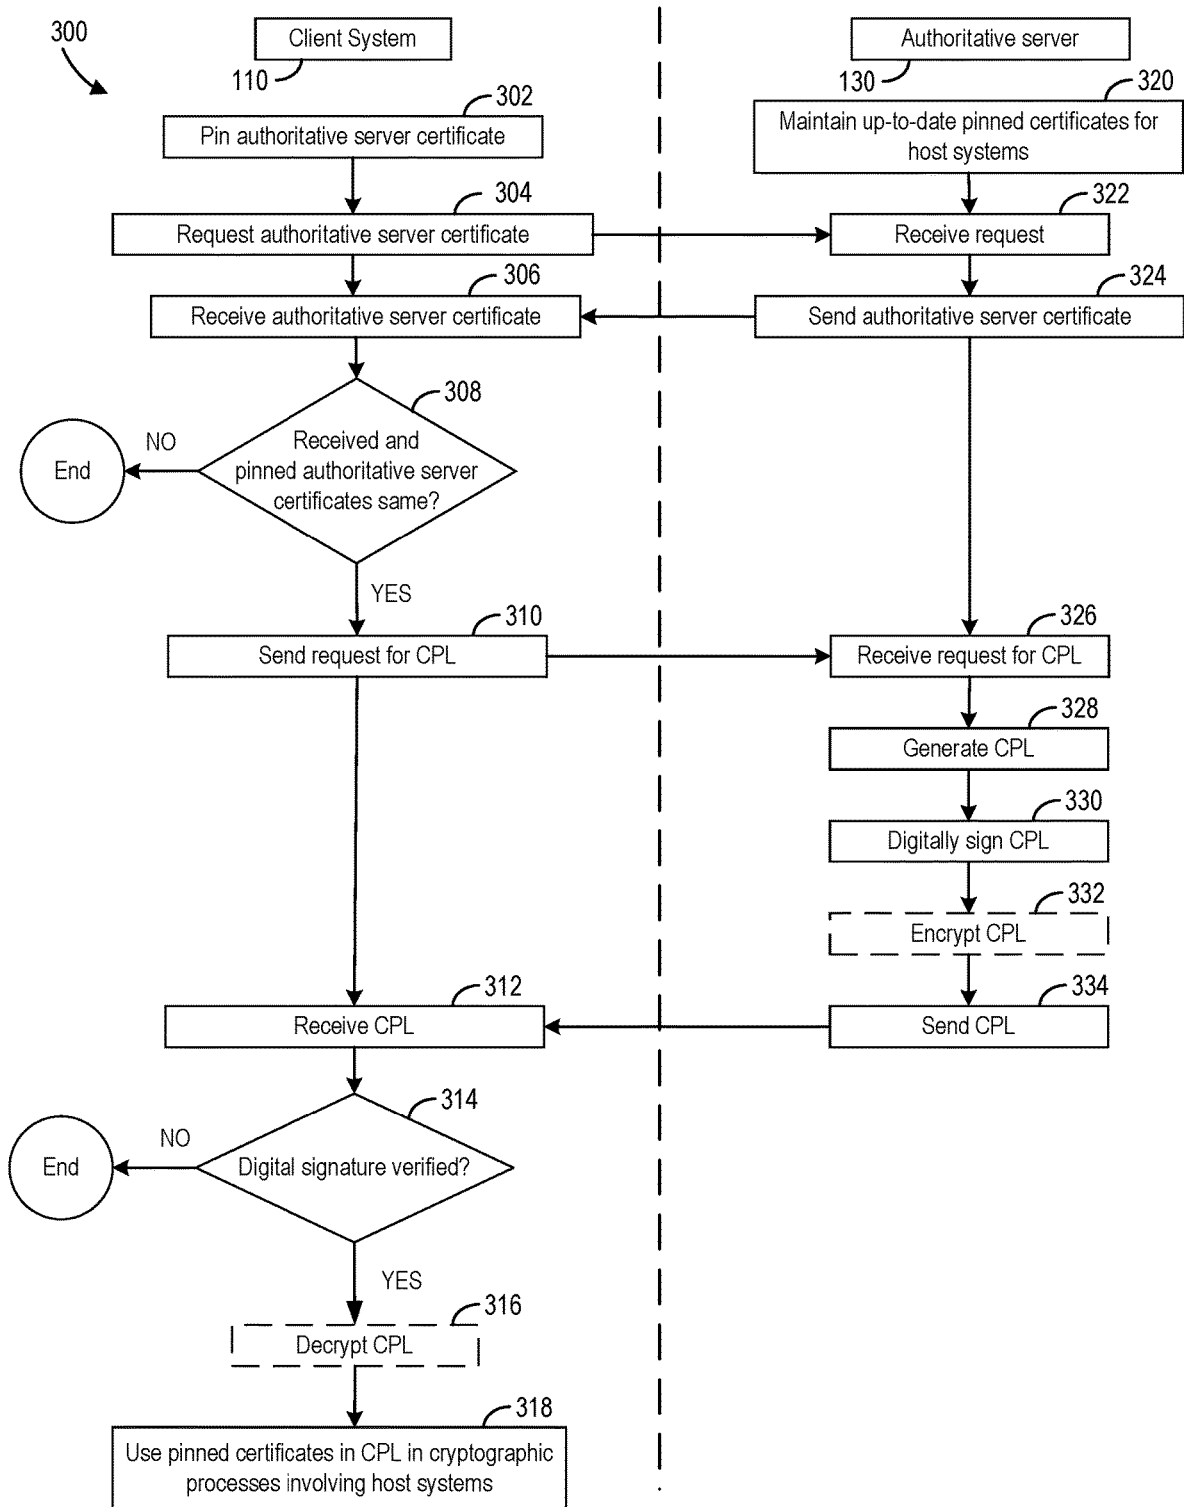 300
Client System
110
Authoritative server
130
302
Pin authoritative server certificate
320
Maintain up-to-date pinned certificates for
host systems
304
Request authoritative server certificate
322
Receive request
306
Receive authoritative server certificate
324
Send authoritative server certificate
308
Received and
pinned authoritative server
certificates same?
NO
End
YES
310
Send request for CPL
326
Receive request for CPL
328
Generate CPL
330
Digitally sign CPL
332
Encrypt CPL
312
Receive CPL
334
Send CPL
314
Digital signature verified?
NO
End
YES
316
Decrypt CPL
318
Use pinned certificates in CPL in cryptographic
processes involving host systems